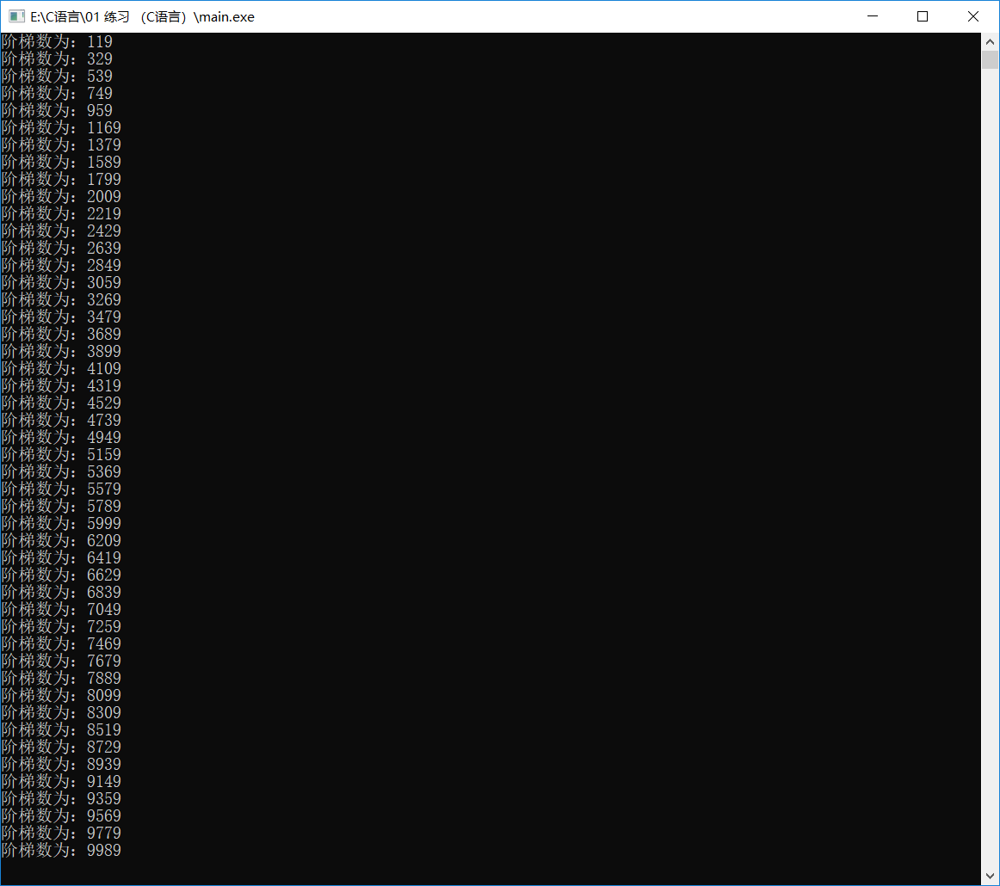 E:\C语言\01 练习 （C语言）\main.exe
阶梯数为：119
阶梯数为：329
阶梯数为：539
阶梯数为：749
阶梯数为：959
阶梯数为：1169
阶梯数为：1379
阶梯数为：1589
阶梯数为：1799
阶梯数为：2009
阶梯数为：2219
阶梯数为：2429
阶梯数为：2639
阶梯数为：2849
阶梯数为：3059
阶梯数为：3269
阶梯数为：3479
阶梯数为：3689
阶梯数为：3899
阶梯数为：4109
阶梯数为：4319
阶梯数为：4529
阶梯数为：4739
阶梯数为：4949
阶梯数为：5159
阶梯数为：5369
阶梯数为：5579
阶梯数为：5789
阶梯数为：5999
阶梯数为：6209
阶梯数为：6419
阶梯数为：6629
阶梯数为：6839
阶梯数为：7049
阶梯数为：7259
阶梯数为：7469
阶梯数为：7679
阶梯数为：7889
阶梯数为：8099
阶梯数为：8309
阶梯数为：8519
阶梯数为：8729
阶梯数为：8939
阶梯数为：9149
阶梯数为：9359
阶梯数为：9569
阶梯数为：9779
阶梯数为：9989